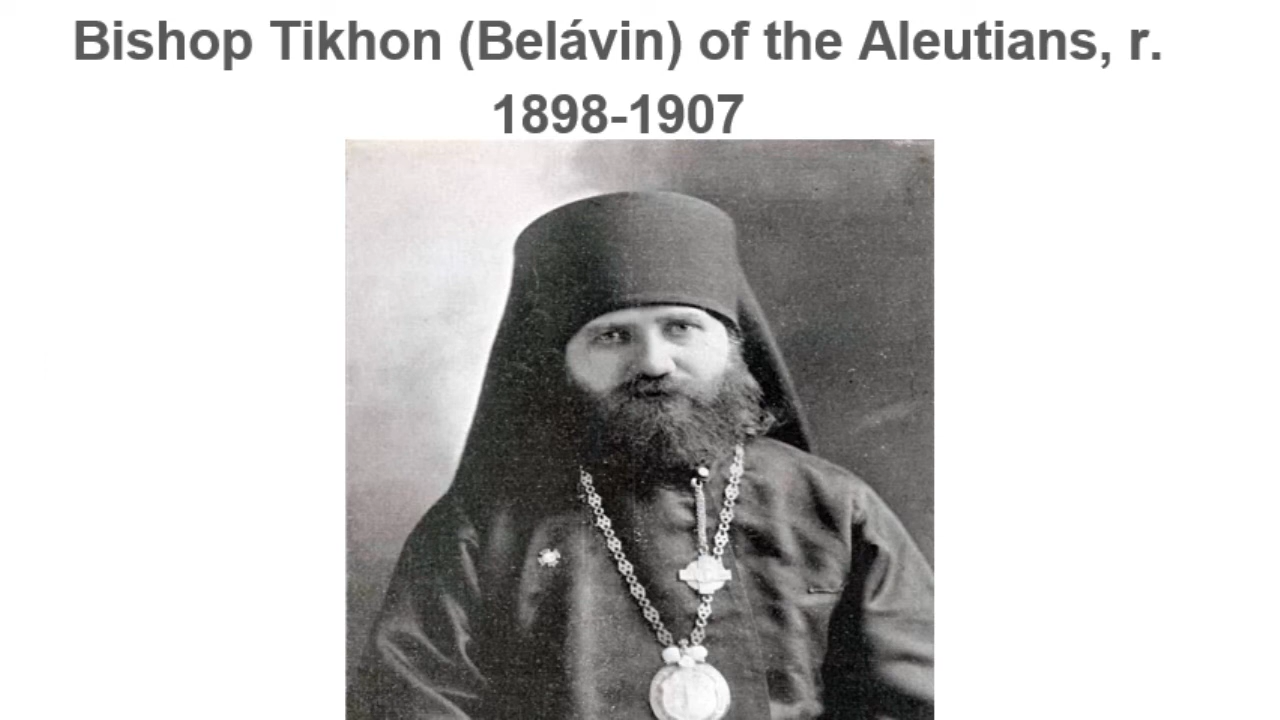 Bishop Tikhon (Belávin) of the Aleutians, r.
1898-1907